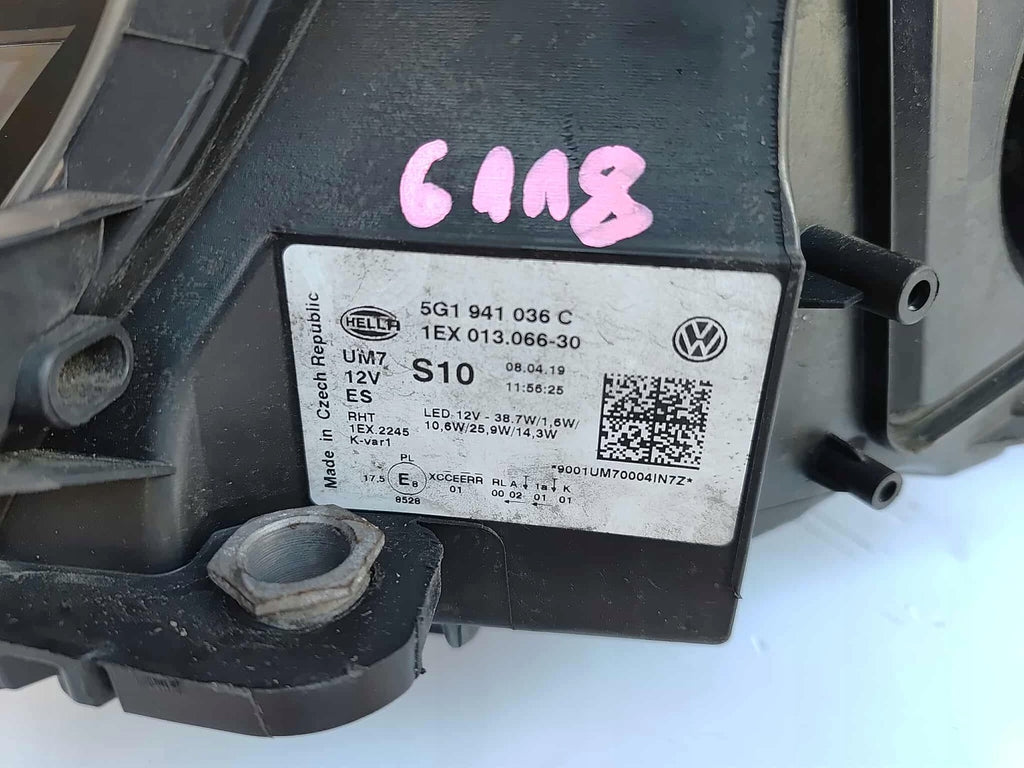 6118
Made in Czech Republic
HELLA
5G1 941 036 C
1EX 013.066-30
UM7
12V
ES
S10
08.04.19
11:56:25
RHT
1EX.2245
K-var1
LED 12V - 38.7W/1,6W/
10,6W/25,9W/14,3W
*9001UM70004IN7Z*
PL
17.5 E8
8528
XCCEERR
01
RL A 1a K
00 02 01 01
VW